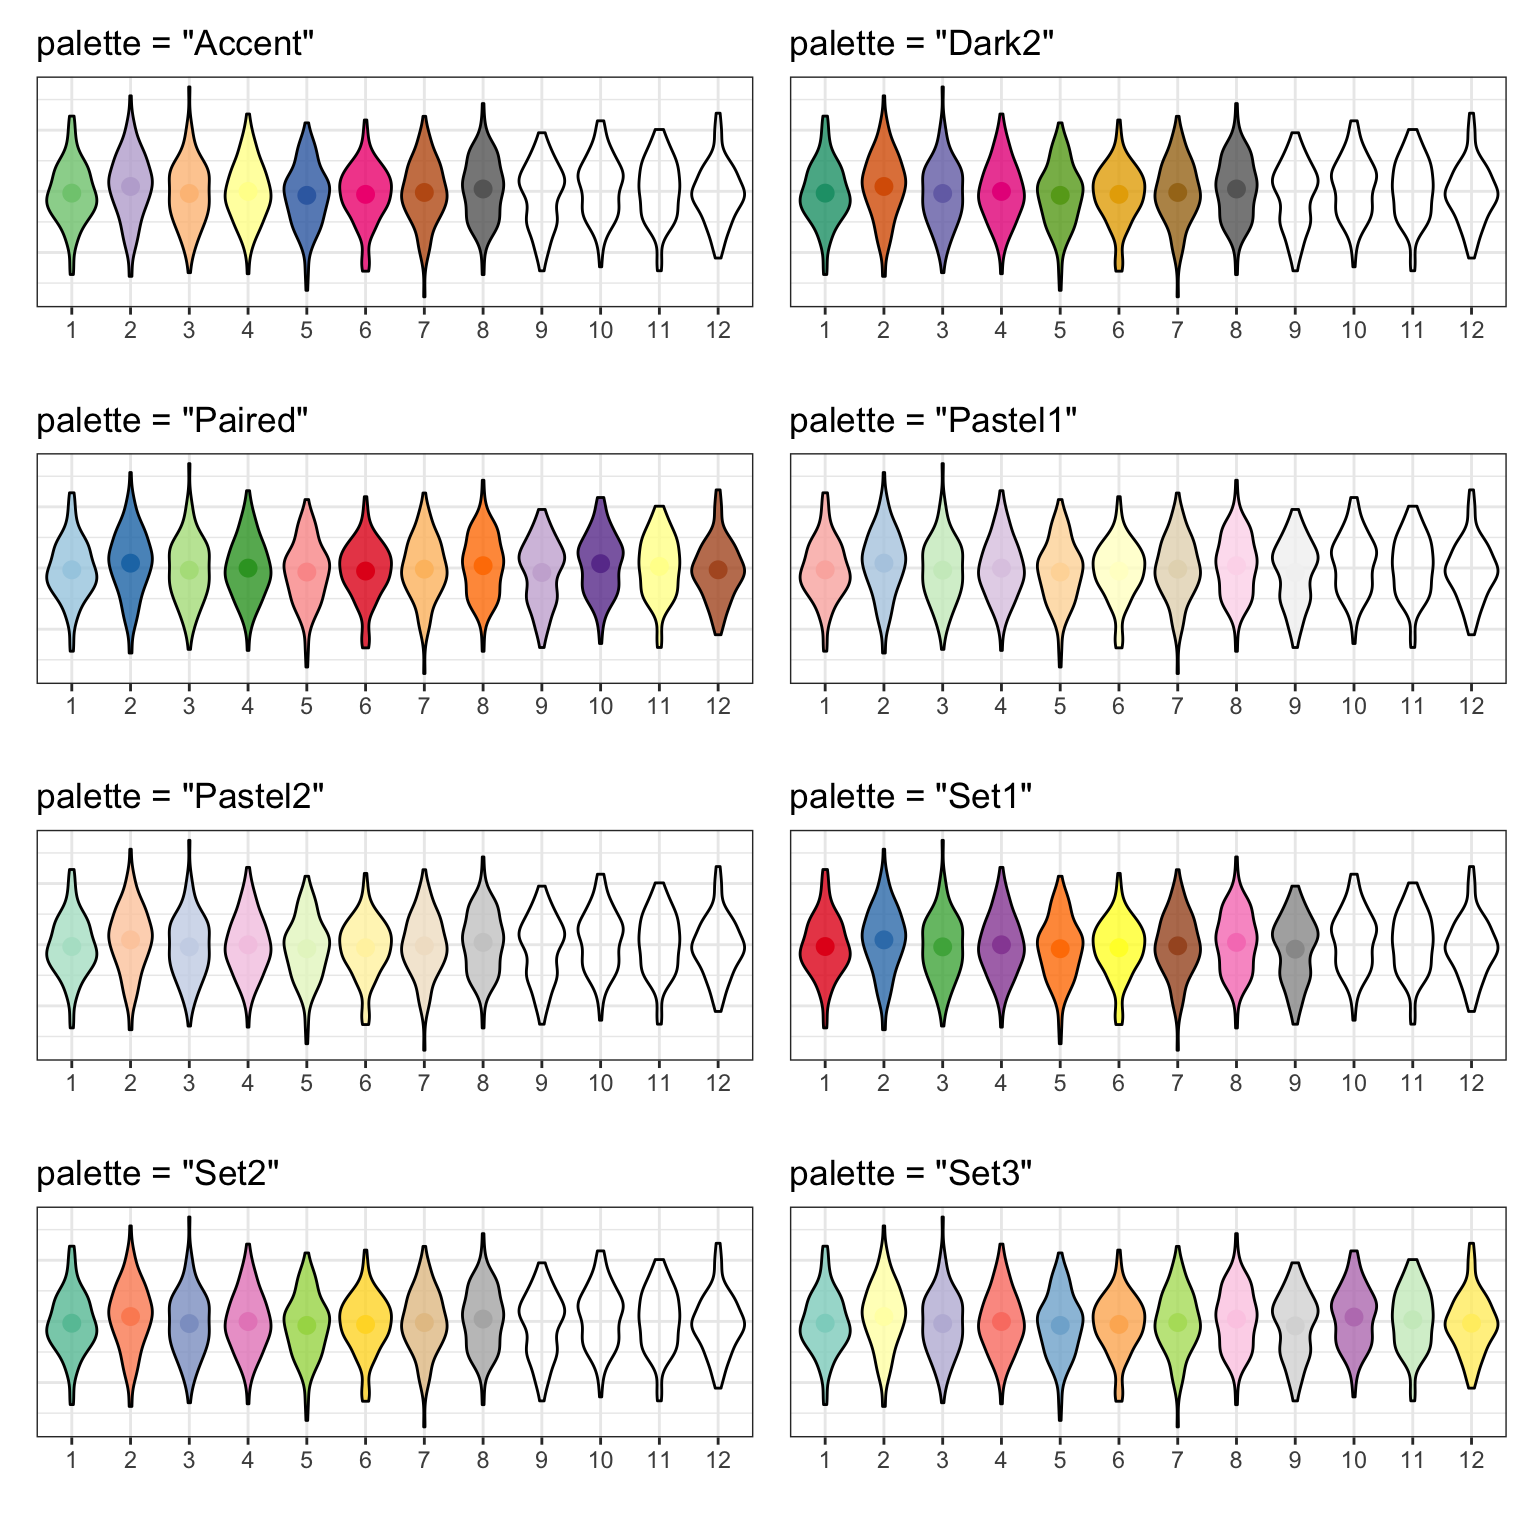 palette = "Accent"
1 2 3 4 5 6 7 8 9 10 11 12
palette = "Dark2"
1 2 3 4 5 6 7 8 9 10 11 12
palette = "Paired"
1 2 3 4 5 6 7 8 9 10 11 12
palette = "Pastel1"
1 2 3 4 5 6 7 8 9 10 11 12
palette = "Pastel2"
1 2 3 4 5 6 7 8 9 10 11 12
palette = "Set1"
1 2 3 4 5 6 7 8 9 10 11 12
palette = "Set2"
1 2 3 4 5 6 7 8 9 10 11 12
palette = "Set3"
1 2 3 4 5 6 7 8 9 10 11 12